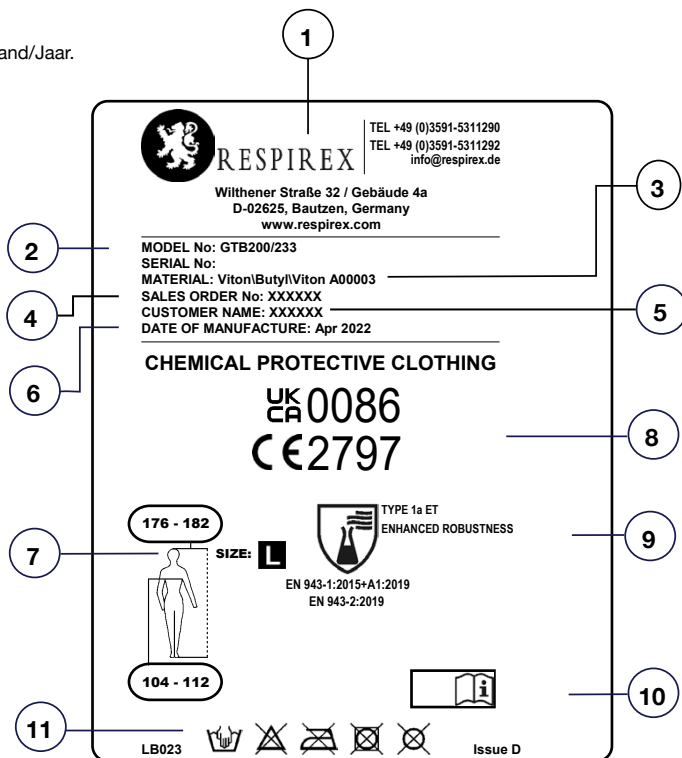 and/Jaar.
1
RESPIREX
TEL +49 (0)3591-5311290
TEL +49 (0)3591-5311292
info@respirex.de
Wilthener Straße 32 / Gebäude 4a
D-02625, Bautzen, Germany
www.respirex.com
3
2
MODEL No: GTB200/233
SERIAL No:
MATERIAL: Viton\Butyl\Viton A00003
4
SALES ORDER No: XXXXXX
CUSTOMER NAME: XXXXXX
5
DATE OF MANUFACTURE: Apr 2022
6
CHEMICAL PROTECTIVE CLOTHING
UK CA 0086
CE 2797
8
176 - 182
SIZE: L
TYPE 1a ET
ENHANCED ROBUSTNESS
9
7
EN 943-1:2015+A1:2019
EN 943-2:2019
104 - 112
i
10
11
LB023
Issue D